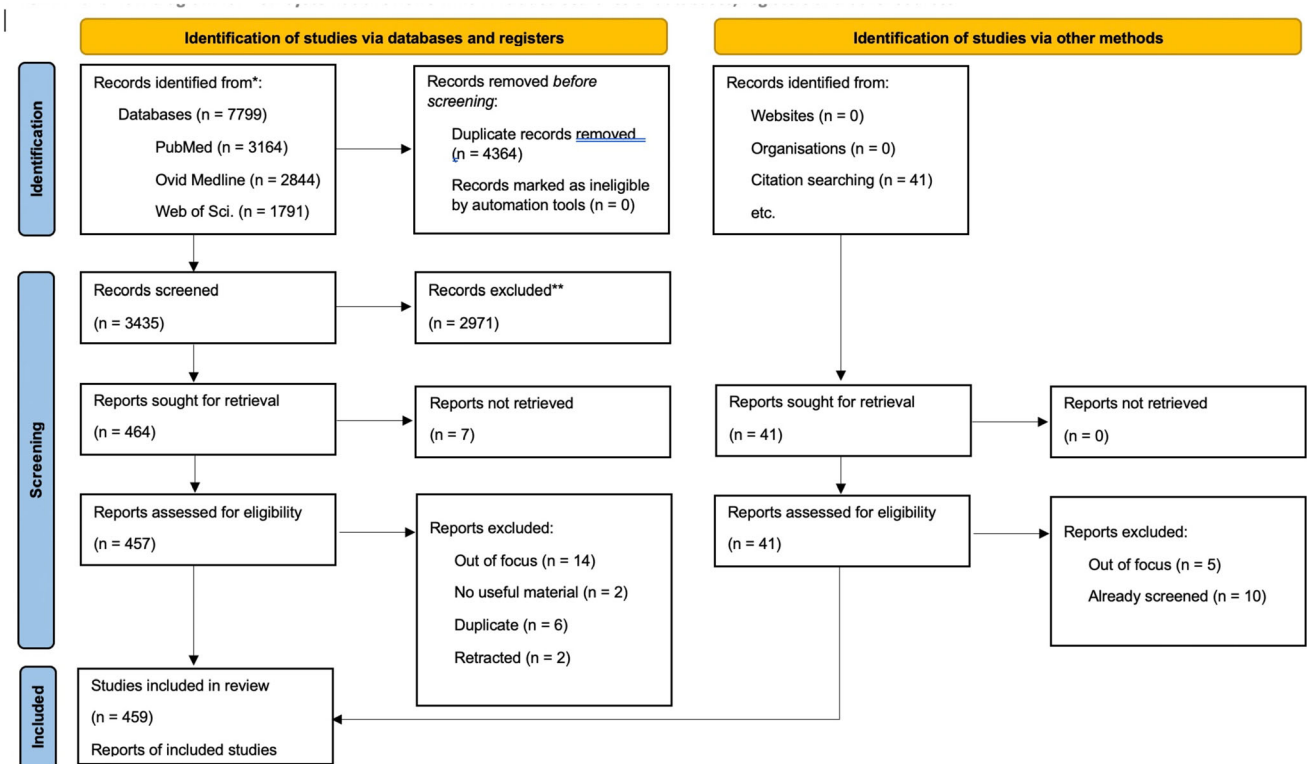 Identification of studies via databases and registers
Identification of studies via other methods
Identification
Records identified from*:
Databases (n = 7799)
PubMed (n = 3164)
Ovid Medline (n = 2844)
Web of Sci. (n = 1791)
Records removed before
screening:
Duplicate records removed
(n = 4364)
Records marked as ineligible
by automation tools (n = 0)
Records identified from:
Websites (n = 0)
Organisations (n = 0)
Citation searching (n = 41)
etc.
Screening
Records screened
(n = 3435)
Records excluded**
(n = 2971)
Reports sought for retrieval
(n = 464)
Reports not retrieved
(n = 7)
Reports sought for retrieval
(n = 41)
Reports not retrieved
(n = 0)
Reports assessed for eligibility
(n = 457)
Reports excluded:
Out of focus (n = 14)
No useful material (n = 2)
Duplicate (n = 6)
Retracted (n = 2)
Reports assessed for eligibility
(n = 41)
Reports excluded:
Out of focus (n = 5)
Already screened (n = 10)
Included
Studies included in review
(n = 459)
Reports of included studies